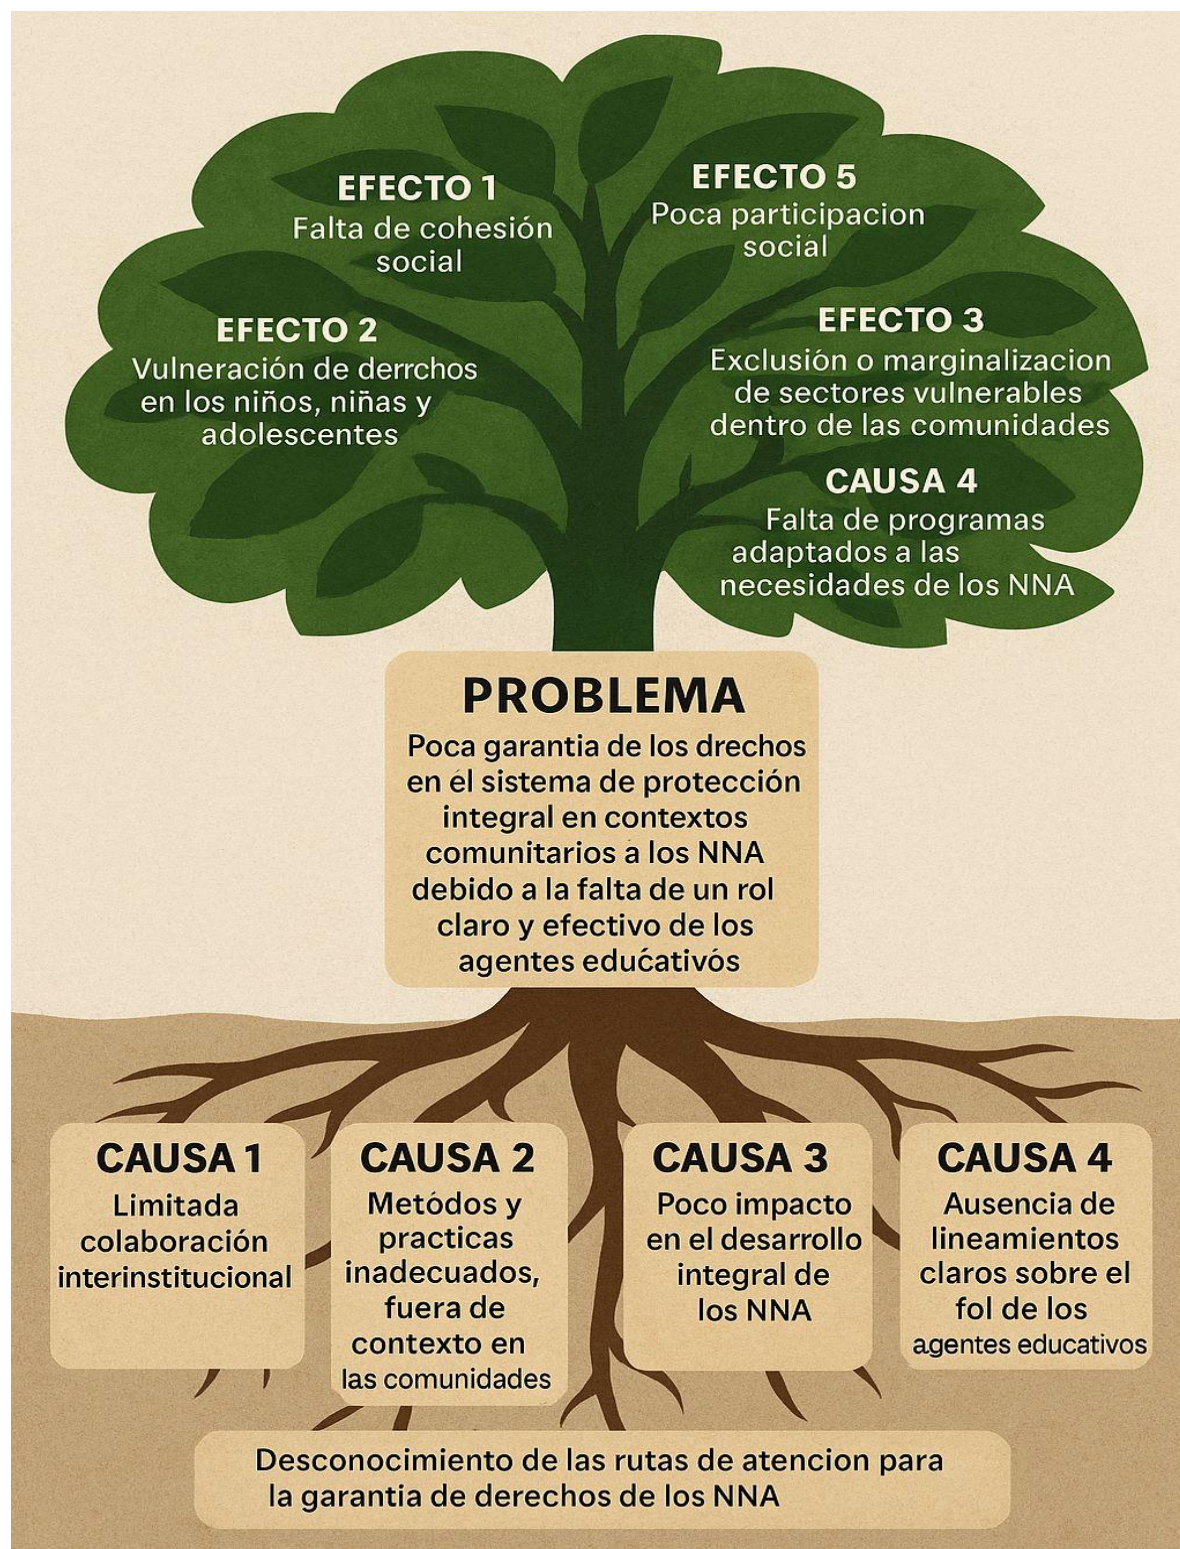 EFECTO 1
Falta de cohesión
social
EFECTO 5
Poca participacion
social
EFECTO 2
Vulneración de derrchos
en los niños, niñas y
adolescentes
EFECTO 3
Exclusión o marginalizacion
de sectores vulnerables
dentro de las comunidades
CAUSA 4
Falta de programas
adaptados a las
necesidades de los NNA
PROBLEMA
Poca garantia de los drechos
en él sistema de protección
integral en contextos
comunitarios a los NNA
debido a la falta de un rol
claro y efectivo de los
agentes edućativós
CAUSA 1
Limitada
colaboración
interinstitucional
CAUSA 2
Metódos y
practicas
inadecuados,
fuera de
contexto en
las comunidades
CAUSA 3
Poco impacto
en el desarrollo
integral de
los NNA
CAUSA 4
Ausencia de
lineamientos
claros sobre el
fol de los
agentes educativos
Desconocimiento de las rutas de atencion para
la garantia de derechos de los NNA